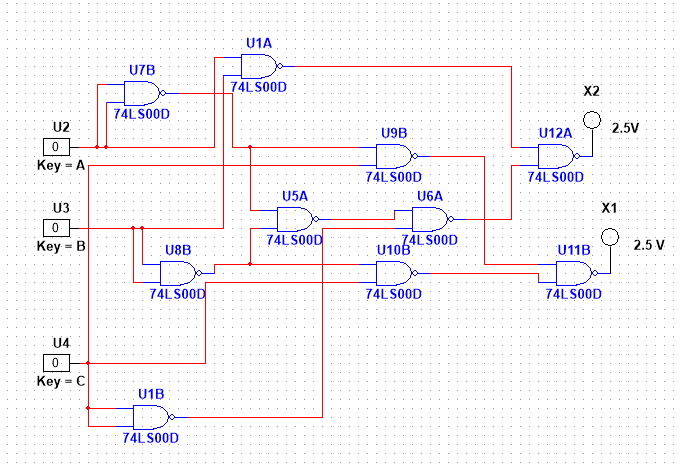 U1A
74LS00D
U7B
74LS00D
X2
2.5V
U2
0
Key = A
U9B
74LS00D
U12A
74LS00D
U3
0
Key = B
U5A
74LS00D
U6A
74LS00D
X1
2.5 V
U8B
74LS00D
U10B
74LS00D
U11B
74LS00D
U4
0
Key = C
U1B
74LS00D